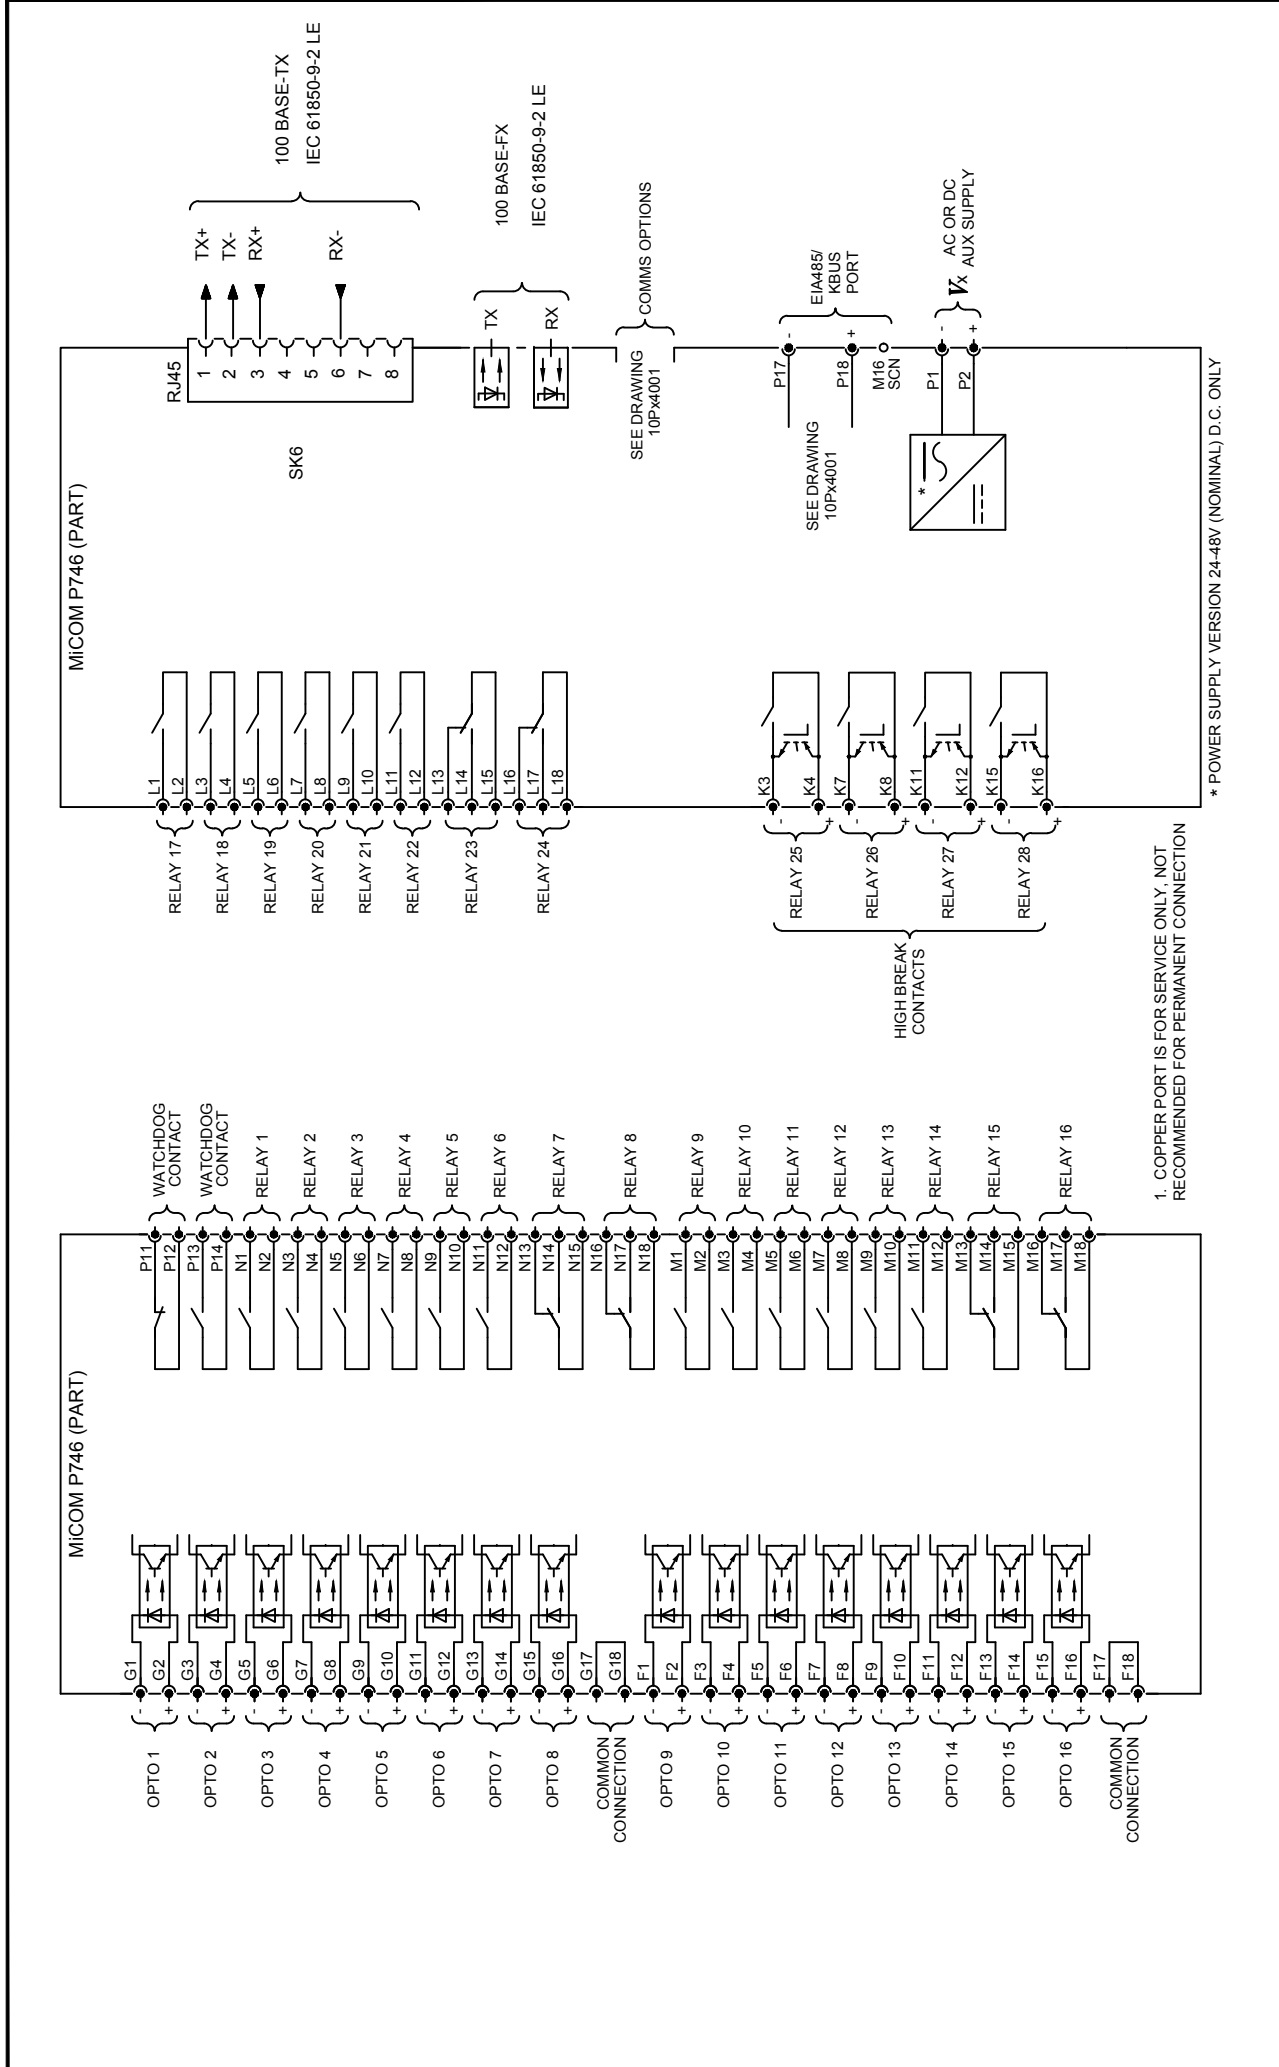 MiCOM P746 (PART)
OPTO 1
-
G1
+
G2
OPTO 2
-
G3
+
G4
OPTO 3
-
G5
+
G6
OPTO 4
-
G7
+
G8
OPTO 5
-
G9
+
G10
OPTO 6
-
G11
+
G12
OPTO 7
-
G13
+
G14
OPTO 8
-
G15
+
G16
COMMON
CONNECTION
G17
G18
OPTO 9
-
F1
+
F2
OPTO 10
-
F3
+
F4
OPTO 11
-
F5
+
F6
OPTO 12
-
F7
+
F8
OPTO 13
-
F9
+
F10
OPTO 14
-
F11
+
F12
OPTO 15
-
F13
+
F14
OPTO 16
-
F15
+
F16
COMMON
CONNECTION
F17
F18
P11
P12
WATCHDOG
CONTACT
P13
P14
WATCHDOG
CONTACT
N1
N2
RELAY 1
N3
N4
RELAY 2
N5
N6
RELAY 3
N7
N8
RELAY 4
N9
N10
RELAY 5
N11
N12
RELAY 6
N13
N14
N15
RELAY 7
N16
N17
N18
RELAY 8
M1
M2
RELAY 9
M3
M4
RELAY 10
M5
M6
RELAY 11
M7
M8
RELAY 12
M9
M10
RELAY 13
M11
M12
RELAY 14
M13
M14
M15
RELAY 15
M16
M17
M18
RELAY 16
1. COPPER PORT IS FOR SERVICE ONLY, NOT
RECOMMENDED FOR PERMANENT CONNECTION
MiCOM P746 (PART)
RELAY 17
L1
L2
RELAY 18
L3
L4
RELAY 19
L5
L6
RELAY 20
L7
L8
RELAY 21
L9
L10
RELAY 22
L11
L12
RELAY 23
L13
L14
L15
RELAY 24
L16
L17
L18
HIGH BREAK
CONTACTS
RELAY 25
-
K3
+
K4
RELAY 26
-
K7
+
K8
RELAY 27
-
K11
+
K12
RELAY 28
-
K15
+
K16
RJ45
SK6
1
TX+
2
TX-
3
RX+
4
5
6
RX-
7
8
100 BASE-TX
IEC 61850-9-2 LE
TX
RX
100 BASE-FX
IEC 61850-9-2 LE
SEE DRAWING
10Px4001
COMMS OPTIONS
SEE DRAWING
10Px4001
P17
-
P18
+
M16
SCN
EIA485/
KBUS
PORT
*
P1
-
P2
+
Vx
AC OR DC
AUX SUPPLY
* POWER SUPPLY VERSION 24-48V (NOMINAL) D.C. ONLY